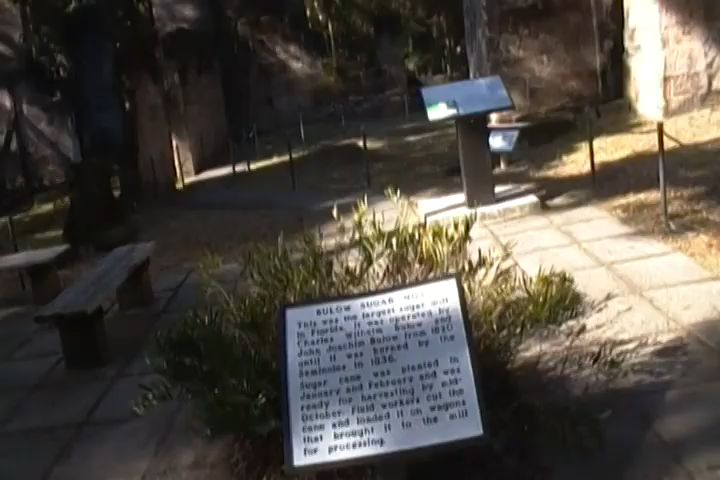 BULOW SUGAR MILL
This was the largest sugar mill
in Florida. It was operated by
Charles Wilhelm Bulow and
John Joachim Bulow from 1820
until it was burned by the
Seminoles in 1836.
Sugar cane was planted in
January and February and was
ready for harvesting by mid-
October. Field workers cut the
cane and loaded it on wagons
that brought it to the mill
for processing.